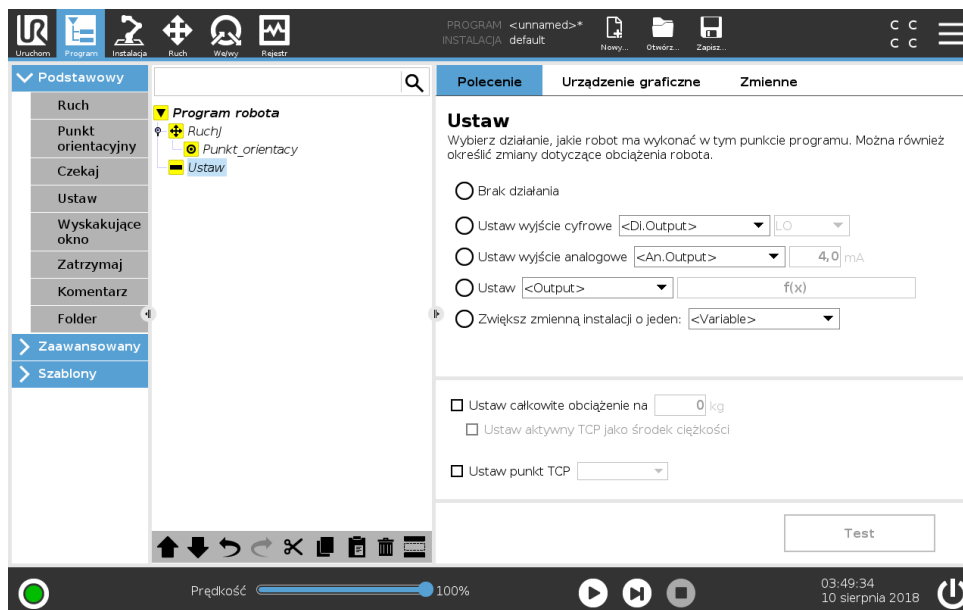 PROGRAM <unnamed>*
INSTALACJA default
C C
C C
Uruchom Program Instalacja Ruch We/wy Rejestr Nowy... Otwórz... Zapisz...
Podstawowy
Ruch
Punkt
orientacyjny
Czekaj
Ustaw
Wyskakujące
okno
Zatrzymaj
Komentarz
Folder
Zaawansowany
Szablony
Program robota
RuchJ
Punkt_orientacy
Ustaw
Polecenie Urządzenie graficzne Zmienne
Ustaw
Wybierz działanie, jakie robot ma wykonać w tym punkcie programu. Można również
określić zmiany dotyczące obciążenia robota.
Brak działania
Ustaw wyjście cyfrowe <Di.Output> LO
Ustaw wyjście analogowe <An.Output> 4,0 mA
Ustaw <Output> f(x)
Zwiększ zmienną instalacji o jeden: <Variable>
Ustaw całkowite obciążenie na 0 kg
Ustaw aktywny TCP jako środek ciężkości
Ustaw punkt TCP
Test
Prędkość 100%
03:49:34
10 sierpnia 2018